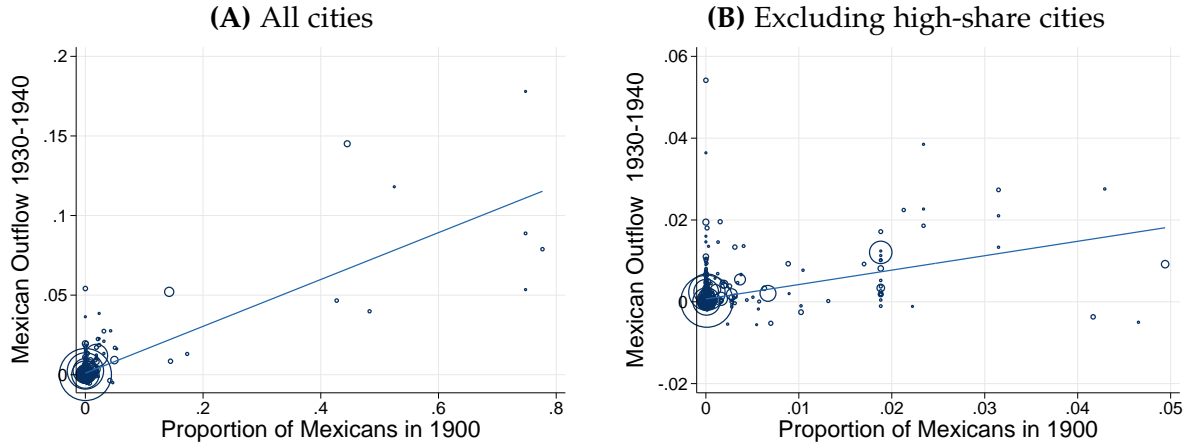 (A) All cities
Mexican Outflow 1930-1940
.2
.15
.1
.05
0
0 .2 .4 .6 .8
Proportion of Mexicans in 1900
(B) Excluding high-share cities
Mexican Outflow 1930-1940
.06
.04
.02
0
-.02
0 .01 .02 .03 .04 .05
Proportion of Mexicans in 1900